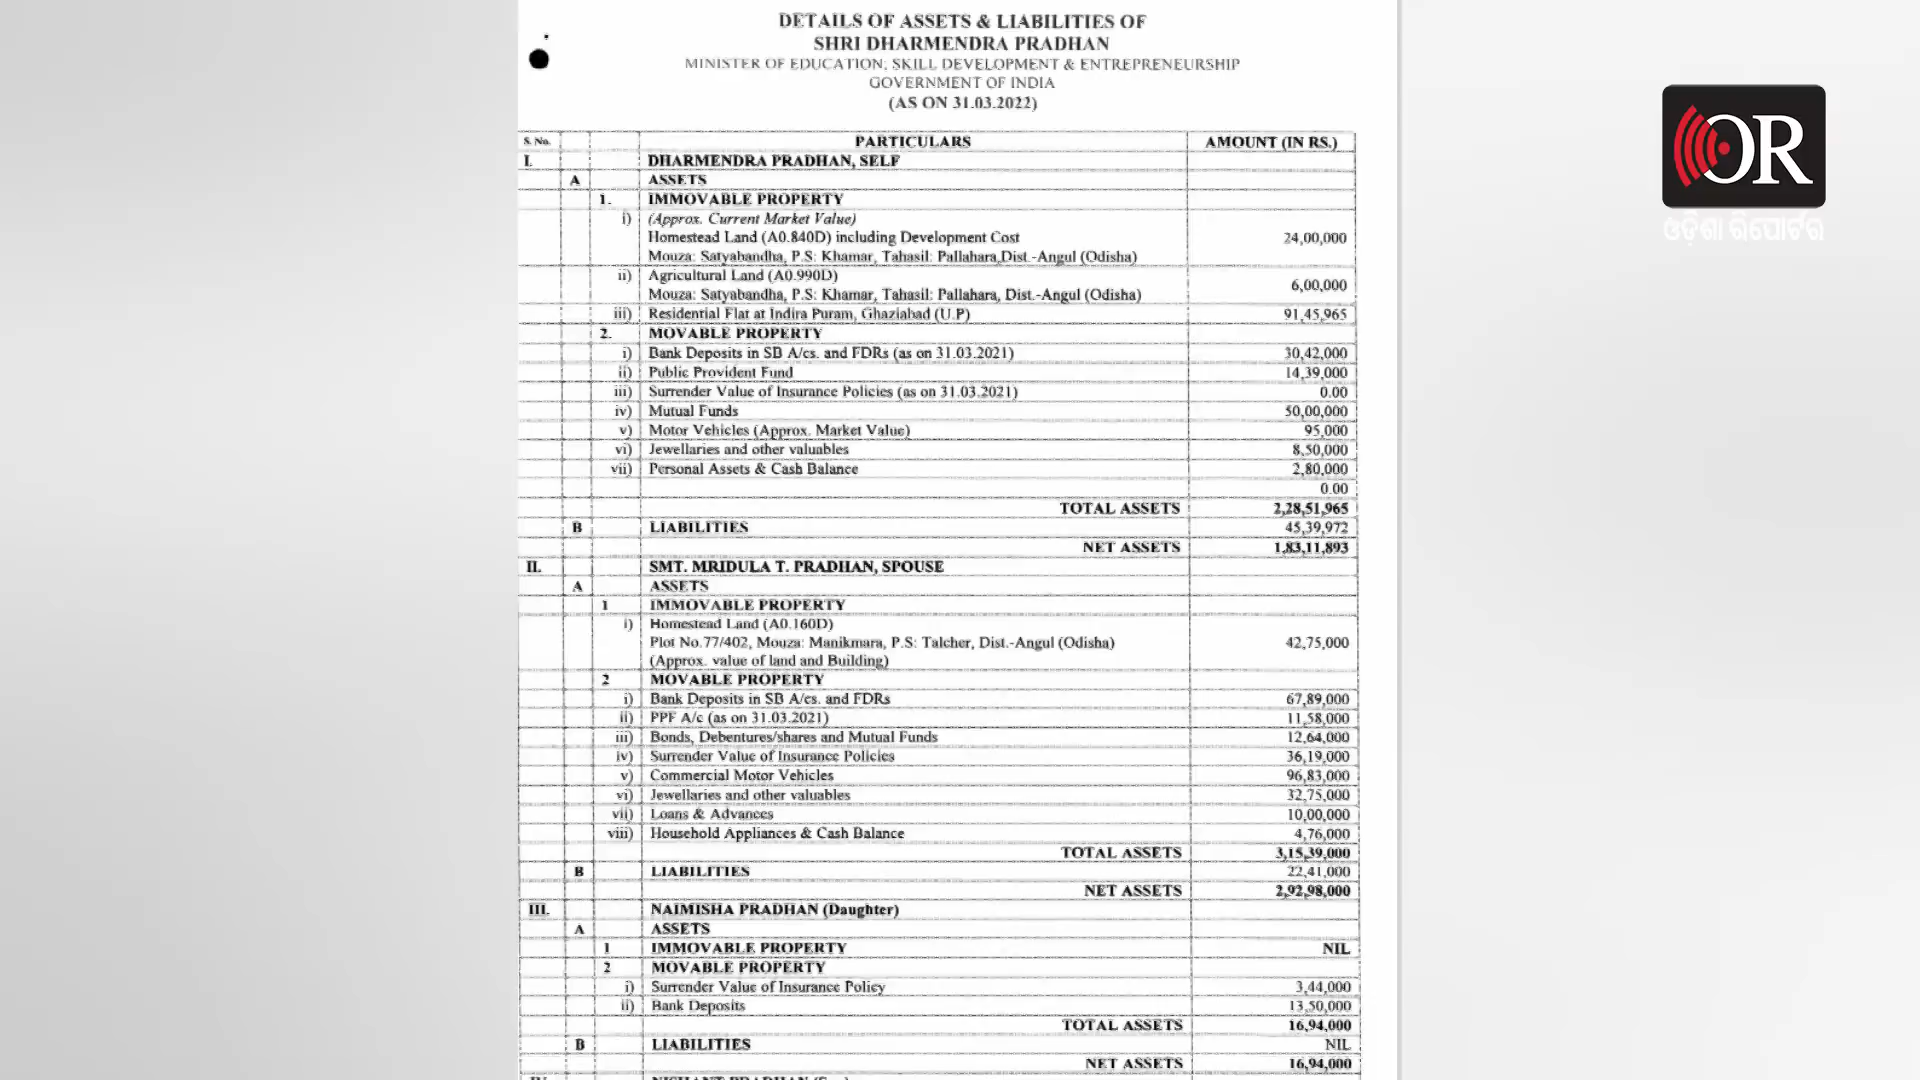 DETAILS OF ASSETS & LIABILITIES OF
SHRI DHARMENDRA PRADHAN
MINISTER OF EDUCATION, SKILL DEVELOPMENT & ENTREPRENEURSHIP
GOVERNMENT OF INDIA
(AS ON 31.03.2022)
S. No. PARTICULARS AMOUNT (IN RS.)
I. DHARMENDRA PRADHAN, SELF
A ASSETS
1. IMMOVABLE PROPERTY
i) (Approx. Current Market Value)
Homestead Land (A0.840D) including Development Cost 24,00,000
Mouza: Satyabandha, P.S: Khamar, Tahasil: Pallahara,Dist.-Angul (Odisha)
ii) Agricultural Land (A0.990D)
Mouza: Satyabandha, P.S: Khamar, Tahasil: Pallahara, Dist.-Angul (Odisha) 6,00,000
iii) Residential Flat at Indira Puram, Ghaziabad (U.P) 91,45,965
2. MOVABLE PROPERTY
i) Bank Deposits in SB A/cs. and FDRs (as on 31.03.2021) 30,42,000
ii) Public Provident Fund 14,39,000
iii) Surrender Value of Insurance Policies (as on 31.03.2021) 0.00
iv) Mutual Funds 50,00,000
v) Motor Vehicles (Approx. Market Value) 95,000
vi) Jewellaries and other valuables 8,50,000
vii) Personal Assets & Cash Balance 2,80,000
0.00
TOTAL ASSETS 2,28,51,965
B LIABILITIES 45,39,972
NET ASSETS 1,83,11,893
II. SMT. MRIDULA T. PRADHAN, SPOUSE
A ASSETS
1 IMMOVABLE PROPERTY
i) Homestead Land (A0.160D)
Plot No.77/402, Mouza: Manikmara, P.S: Talcher, Dist.-Angul (Odisha) 42,75,000
(Approx. value of land and Building)
2 MOVABLE PROPERTY
i) Bank Deposits in SB A/cs. and FDRs 67,89,000
ii) PPF A/c (as on 31.03.2021) 11,58,000
iii) Bonds, Debentures/shares and Mutual Funds 12,64,000
iv) Surrender Value of Insurance Policies 36,19,000
v) Commercial Motor Vehicles 96,83,000
vi) Jewellaries and other valuables 32,75,000
vii) Loans & Advances 10,00,000
viii) Household Appliances & Cash Balance 4,76,000
TOTAL ASSETS 3,15,39,000
B LIABILITIES 22,41,000
NET ASSETS 2,92,98,000
III. NAIMISHA PRADHAN (Daughter)
A ASSETS
1 IMMOVABLE PROPERTY NIL
2 MOVABLE PROPERTY
i) Surrender Value of Insurance Policy 3,44,000
ii) Bank Deposits 13,50,000
TOTAL ASSETS 16,94,000
B LIABILITIES NIL
NET ASSETS 16,94,000
OR
ଓଡ଼ିଶା ରିପୋର୍ଟର